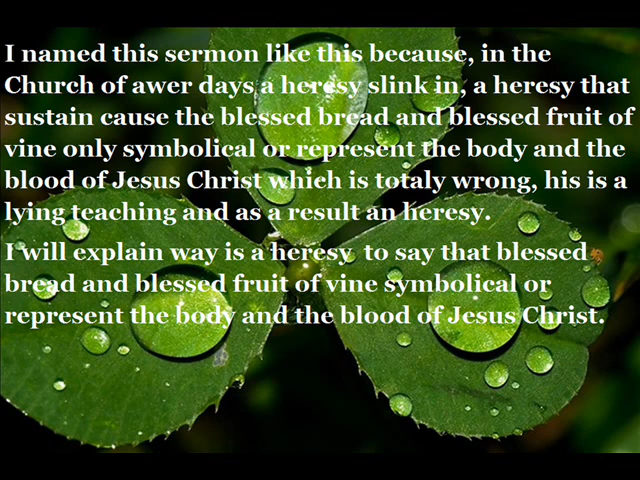 I named this sermon like this because, in the
Church of awer days a heresy slink in, a heresy that
sustain cause the blessed bread and blessed fruit of
vine only symbolical or represent the body and the
blood of Jesus Christ which is totaly wrong, his is a
lying teaching and as a result an heresy.
I will explain way is a heresy to say that blessed
bread and blessed fruit of vine symbolical or
represent the body and the blood of Jesus Christ.